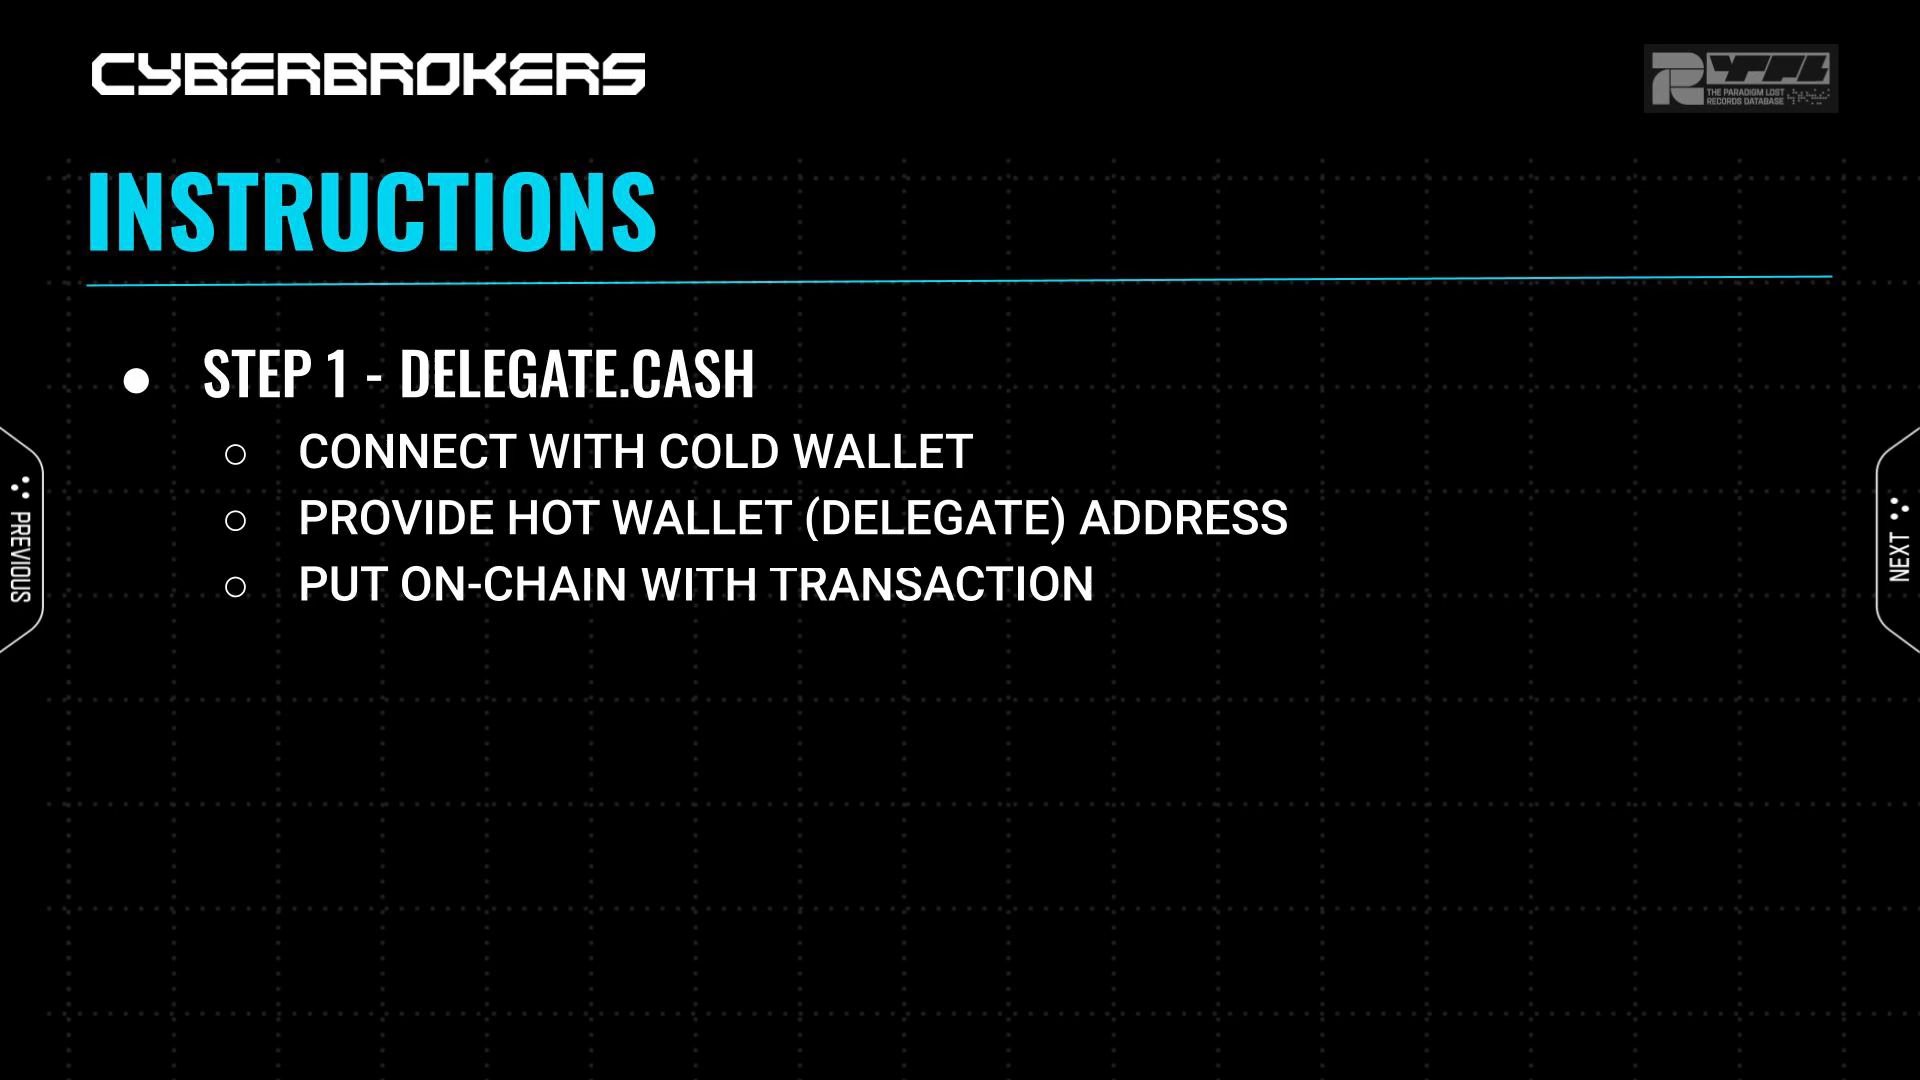 CYBERBROKERS
THE PARADIGM LOST
RECORDS DATABASE
INSTRUCTIONS
● STEP 1 - DELEGATE.CASH
○ CONNECT WITH COLD WALLET
○ PROVIDE HOT WALLET (DELEGATE) ADDRESS
○ PUT ON-CHAIN WITH TRANSACTION
PREVIOUS
NEXT